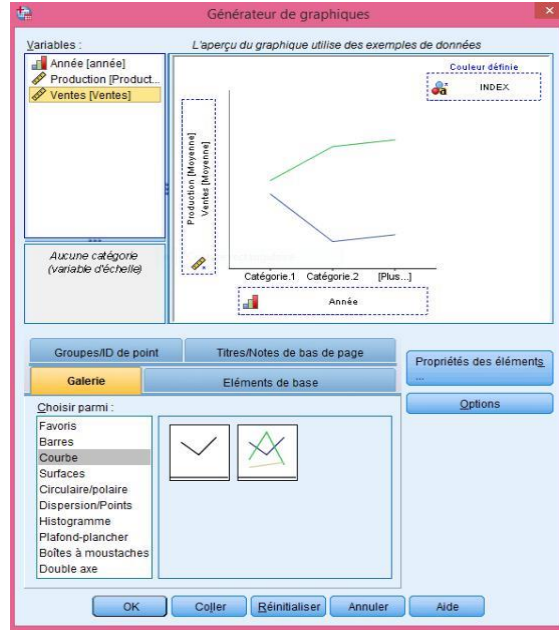 Générateur de graphiques
x
Variables :
L'aperçu du graphique utilise des exemples de données
Année [année]
Production [Product...
Ventes [Ventes]
Couleur définie
INDEX
Production [Moyenne]
Ventes [Moyenne]
Catégorie.1 Catégorie.2 [Plus...]
Année
Aucune catégorie
(variable d'échelle)
Groupes/ID de point
Titres/Notes de bas de page
Galerie
Eléments de base
Propriétés des éléments
...
Options
Choisir parmi :
Favoris
Barres
Courbe
Surfaces
Circulaire/polaire
Dispersion/Points
Histogramme
Plafond-plancher
Boîtes à moustaches
Double axe
OK
Coller
Réinitialiser
Annuler
Aide